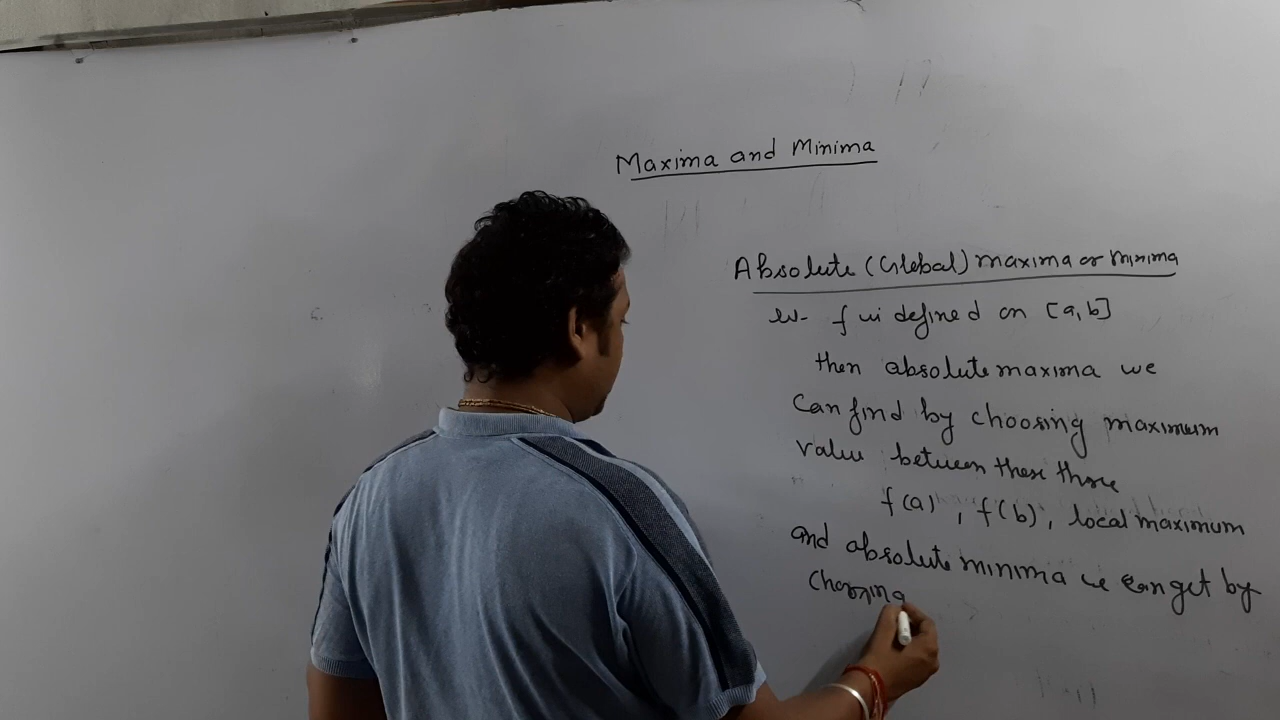 Maxima and Minima
Absolute (Global) maxima or minima
f is defined on [a,b]
then absolute maxima we
Can find by choosing maximum
value between these three
f(a), f(b), local maximum
and absolute minima we can get by
Choosing